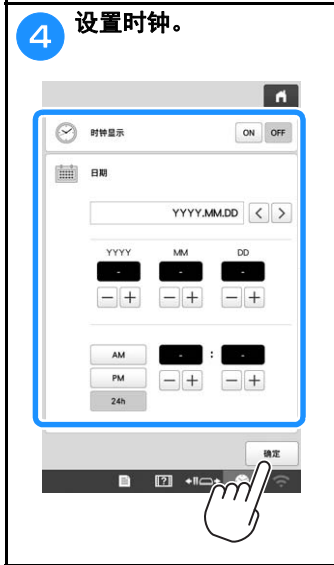 4 设置时钟。
时钟显示 ON OFF
日期
YYYY.MM.DD < >
YYYY MM DD
- - -
− + − + − +
AM - : -
PM − + − +
24h
确定